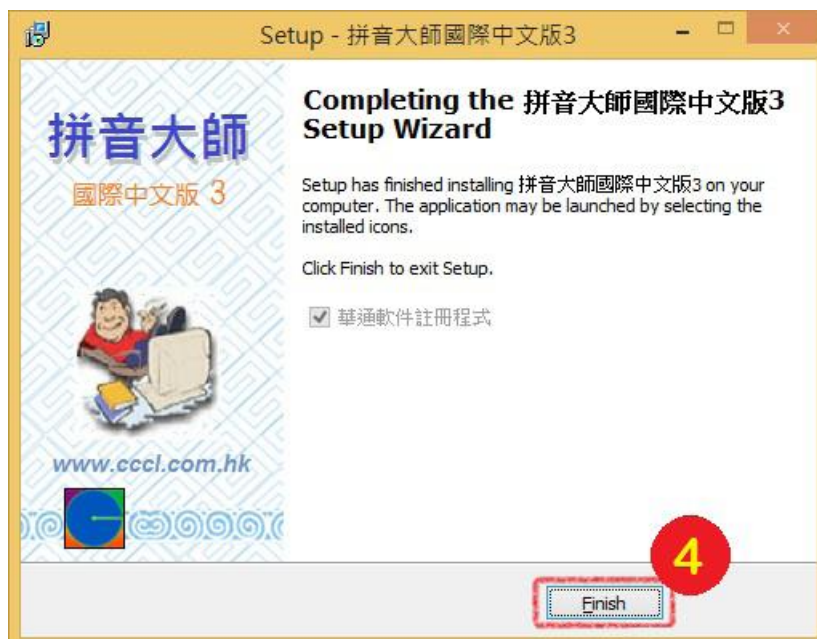 Setup - 拼音大師國際中文版3
拼音大師
國際中文版 3
www.cccl.com.hk
Completing the 拼音大師國際中文版3
Setup Wizard
Setup has finished installing 拼音大師國際中文版3 on your
computer. The application may be launched by selecting the
installed icons.
Click Finish to exit Setup.
華通軟件註冊程式
4
Finish